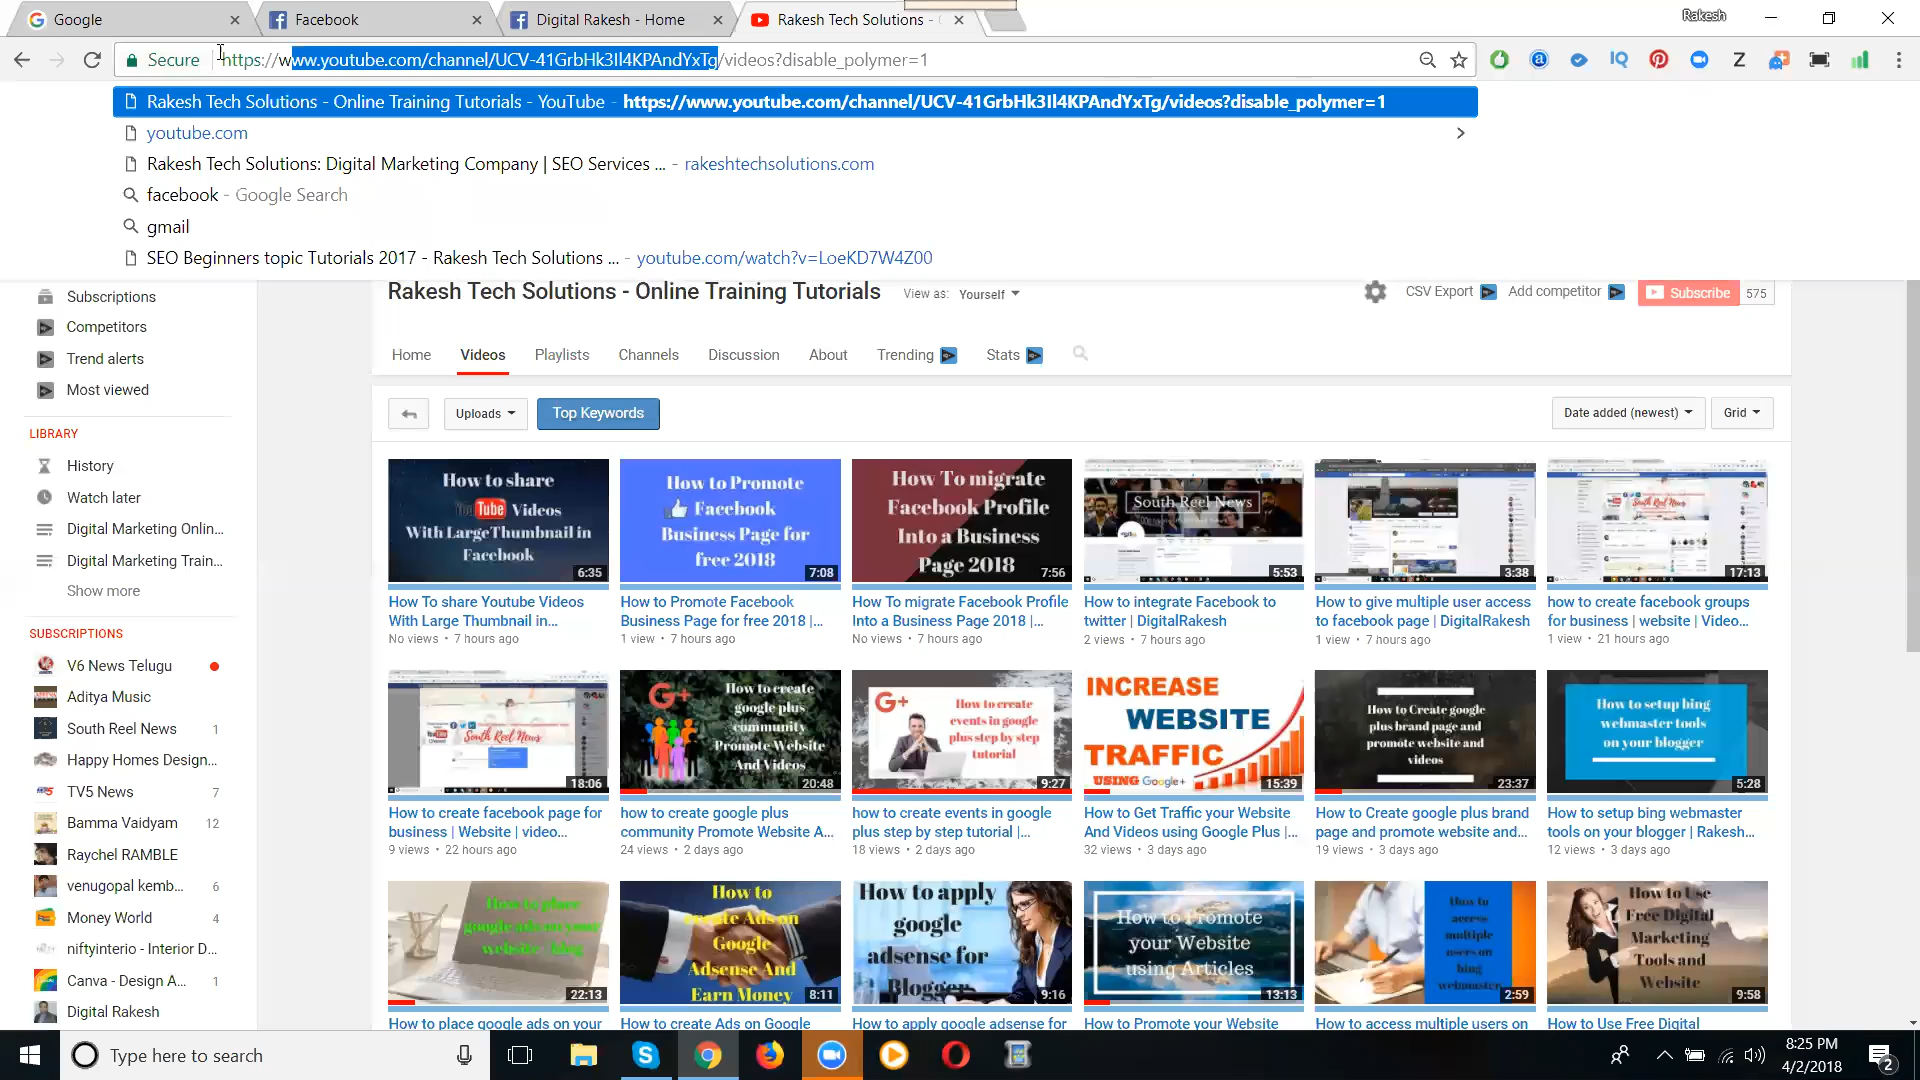 Google
Facebook
Digital Rakesh - Home
Rakesh Tech Solutions -
Rakesh
Secure
https://www.youtube.com/channel/UCV-41GrbHk3Il4KPAndYxTg/videos?disable_polymer=1
Rakesh Tech Solutions - Online Training Tutorials - YouTube - https://www.youtube.com/channel/UCV-41GrbHk3Il4KPAndYxTg/videos?disable_polymer=1
youtube.com
Rakesh Tech Solutions: Digital Marketing Company | SEO Services ... - rakeshtechsolutions.com
facebook - Google Search
gmail
SEO Beginners topic Tutorials 2017 - Rakesh Tech Solutions ... - youtube.com/watch?v=LoeKD7W4Z00
Subscriptions
Competitors
Trend alerts
Most viewed
LIBRARY
History
Watch later
Digital Marketing Onlin...
Digital Marketing Train...
Show more
SUBSCRIPTIONS
V6 News Telugu
Aditya Music
South Reel News 1
Happy Homes Design...
TV5 News 7
Bamma Vaidyam 12
Raychel RAMBLE
venugopal kemb... 6
Money World 4
niftyinterio - Interior D...
Canva - Design A... 1
Digital Rakesh
Rakesh Tech Solutions - Online Training Tutorials
View as: Yourself
CSV Export
Add competitor
Subscribe 575
Home Videos Playlists Channels Discussion About Trending Stats
Uploads
Top Keywords
Date added (newest)
Grid
How to share
YouTube Videos
With Large Thumbnail in
Facebook
6:35
How To share Youtube Videos
With Large Thumbnail in...
No views • 7 hours ago
How to Promote
Facebook
Business Page for
free 2018
7:08
How to Promote Facebook
Business Page for free 2018 |...
1 view • 7 hours ago
How To migrate
Facebook Profile
Into a Business
Page 2018
7:56
How To migrate Facebook Profile
Into a Business Page 2018 |...
No views • 7 hours ago
South Reel News
5:53
How to integrate Facebook to
twitter | DigitalRakesh
2 views • 7 hours ago
3:38
How to give multiple user access
to facebook page | DigitalRakesh
1 view • 7 hours ago
17:13
how to create facebook groups
for business | website | Video...
1 view • 21 hours ago
South Reel News
18:06
How to create facebook page for
business | Website | video...
9 views • 22 hours ago
G+
How to create
google plus
community
Promote Website
And Videos
20:48
how to create google plus
community Promote Website A...
24 views • 2 days ago
G+
How to create
events in google
plus step by step
tutorial
9:27
how to create events in google
plus step by step tutorial |...
18 views • 2 days ago
INCREASE
WEBSITE
TRAFFIC
USING Google+
15:39
How to Get Traffic your Website
And Videos using Google Plus |...
32 views • 3 days ago
How to Create google
plus brand page and
promote website and
videos
23:37
How to Create google plus brand
page and promote website and...
19 views • 3 days ago
How to setup bing
webmaster tools
on your blogger
5:28
How to setup bing webmaster
tools on your blogger | Rakesh...
12 views • 3 days ago
How to place
google ads on your
website / blog
22:13
How to place google ads on your
How to
create Ads on
Google
Adsense And
Earn Money
8:11
How to create Ads on Google
How to apply
google
adsense for
Blogger
9:16
How to apply google adsense for
How to Promote
your Website
using Articles
13:13
How to Promote your Website
How to
access
multiple
users on
bing
webmaster
2:59
How to access multiple users on
How to Use
Free Digital
Marketing
Tools and
Website
9:58
How to Use Free Digital
Type here to search
8:25 PM
4/2/2018
2